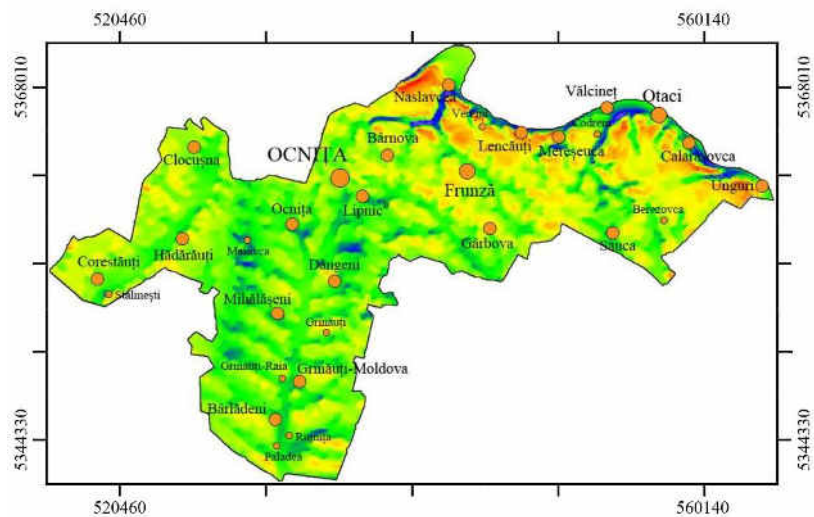 520460
560140
5368010
5368010
Naslavcea
Vălcineț
Otaci
Codreni
Lencăuți
Mereșeuca
Calarașovca
Bârnova
Clocușna
OCNIȚA
Frunză
Unguri
Lipnic
Ocnița
Berezovca
Gârbova
Sauca
Hădărăuți
Maiovca
Corestăuți
Stălinești
Dângeni
Mihălășeni
Grinăuți
Grinăuți-Raia
Grinăuți-Moldova
Bârlădeni
Rujnița
Paladea
5344330
5344330
520460
560140